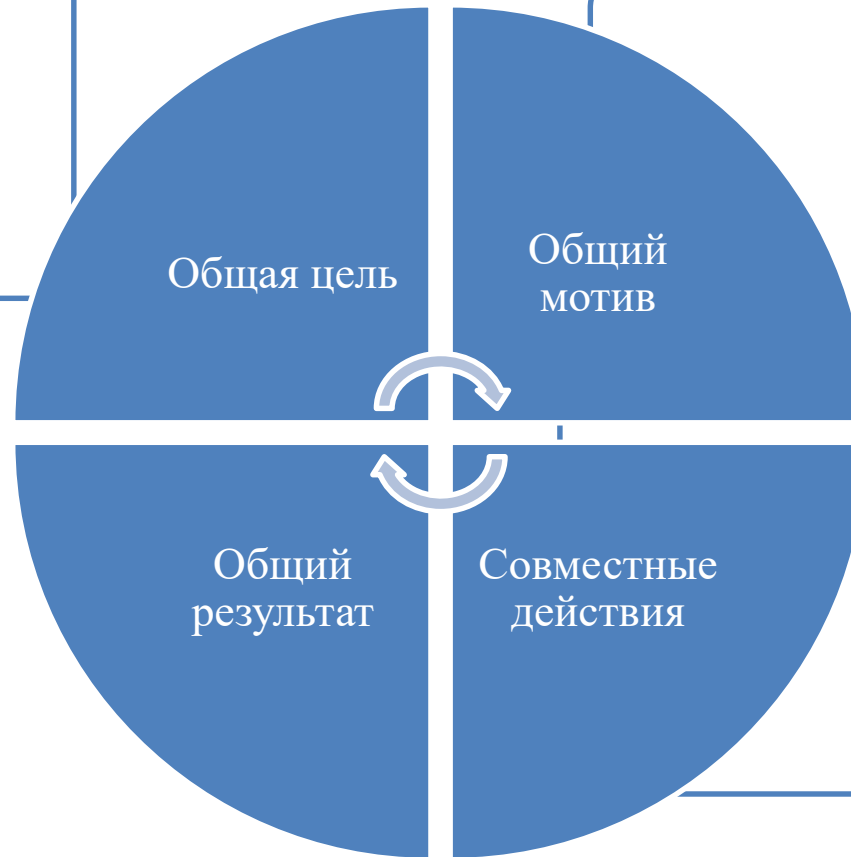 Общая цель
Общий
мотив
Общий
результат
Совместные
действия